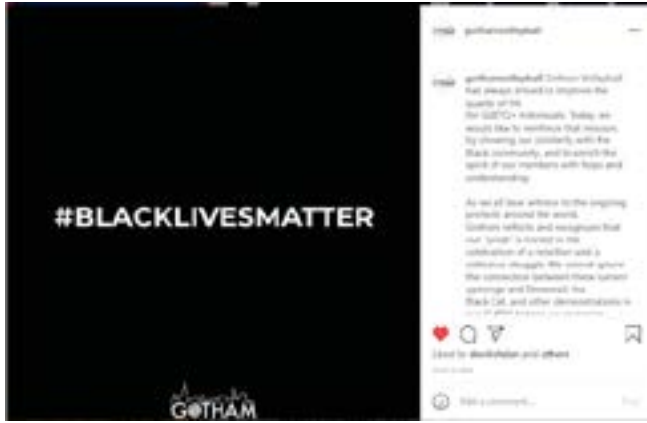 gothamvolleyball
gothamvolleyball Gotham Volleyball
has always strived to improve the
quality of life
for LGBTQ+ individuals. Today, we
would like to reinforce that mission,
by showing our solidarity with the
Black community, and to enrich the
spirit of our members with hope and
understanding.
As we all bear witness to the ongoing
protests around the world,
Gotham reflects and recognizes that
our "pride" is rooted in the
celebration of a rebellion and a
collective struggle. We cannot ignore
the connection between these current
uprisings and Stonewall, the
Black Cat, and other demonstrations in
#BLACKLIVESMATTER
GOTHAM
Liked by and others
Add a comment...
Post